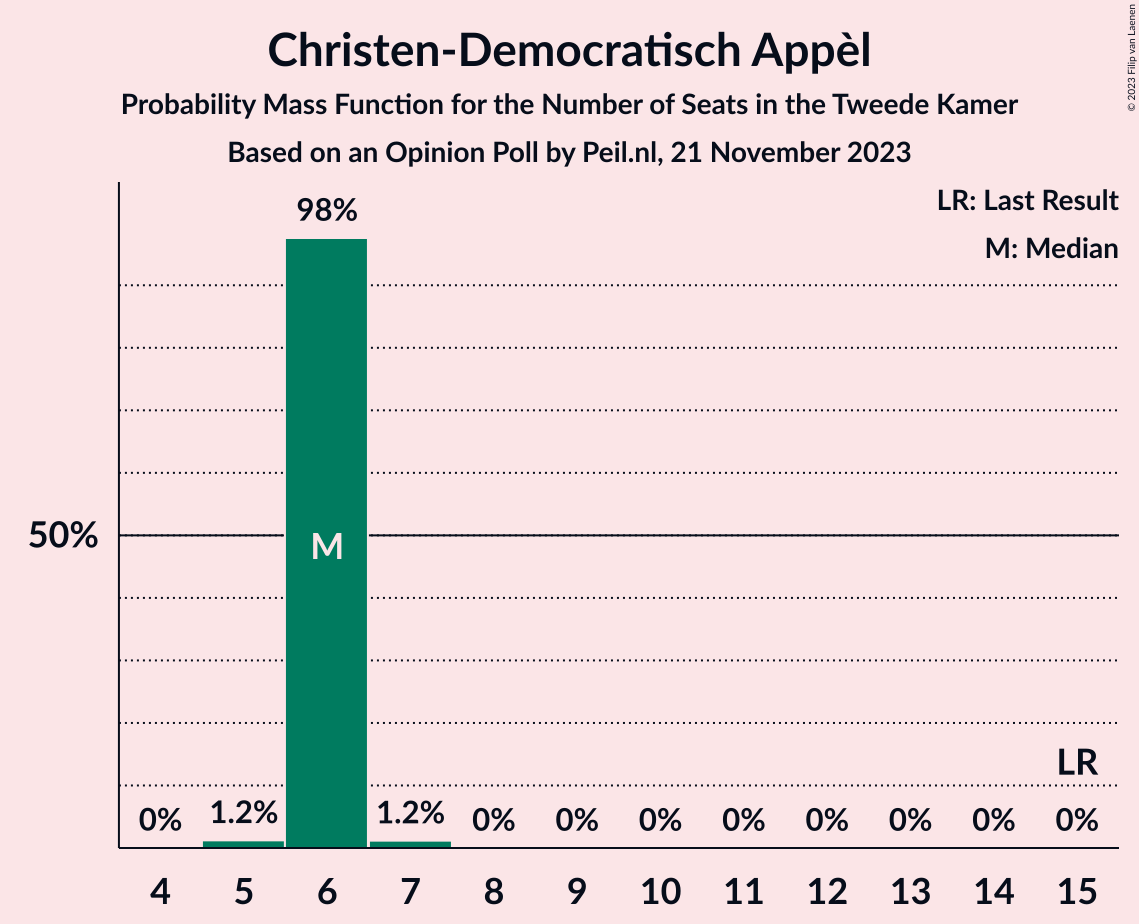 Christen-Democratisch Appèl
Probability Mass Function for the Number of Seats in the Tweede Kamer
Based on an Opinion Poll by Peil.nl, 21 November 2023
© 2023 Filip van Laenen
LR: Last Result
M: Median
98%
50%
M
LR
0% 1.2% 1.2% 0% 0% 0% 0% 0% 0% 0% 0%
4 5 6 7 8 9 10 11 12 13 14 15